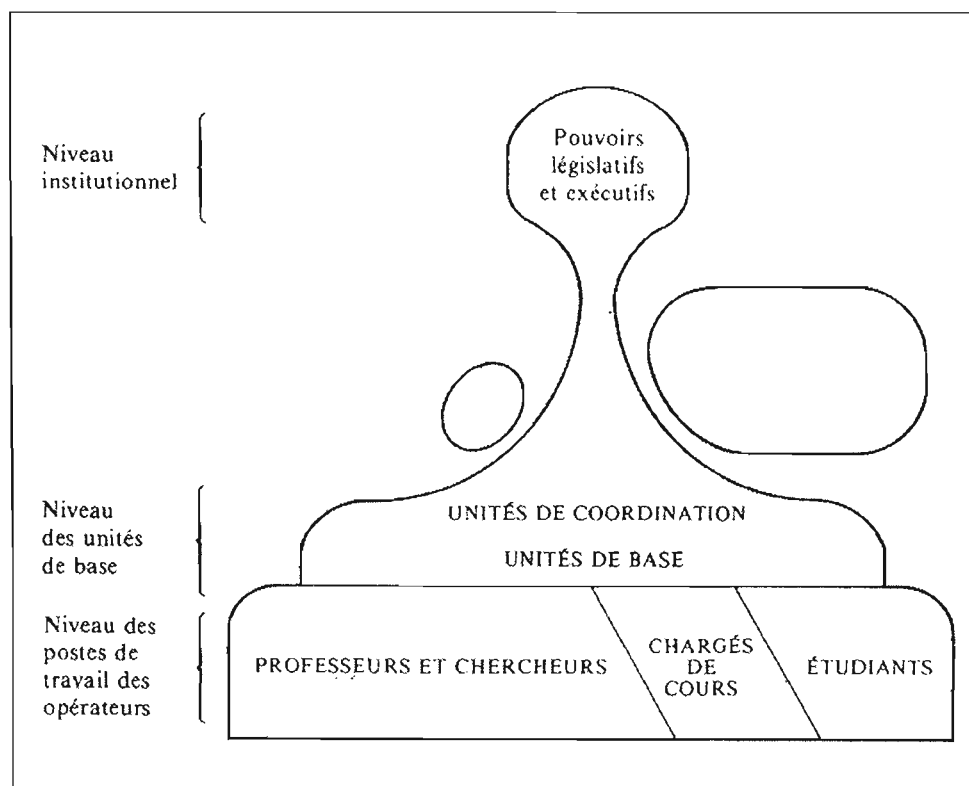 Niveau
institutionnel
Pouvoirs
législatifs
et exécutifs
Niveau
des unités
de base
UNITÉS DE COORDINATION
UNITÉS DE BASE
Niveau des
postes de
travail des
opérateurs
PROFESSEURS ET CHERCHEURS
CHARGÉS
DE
COURS
ÉTUDIANTS